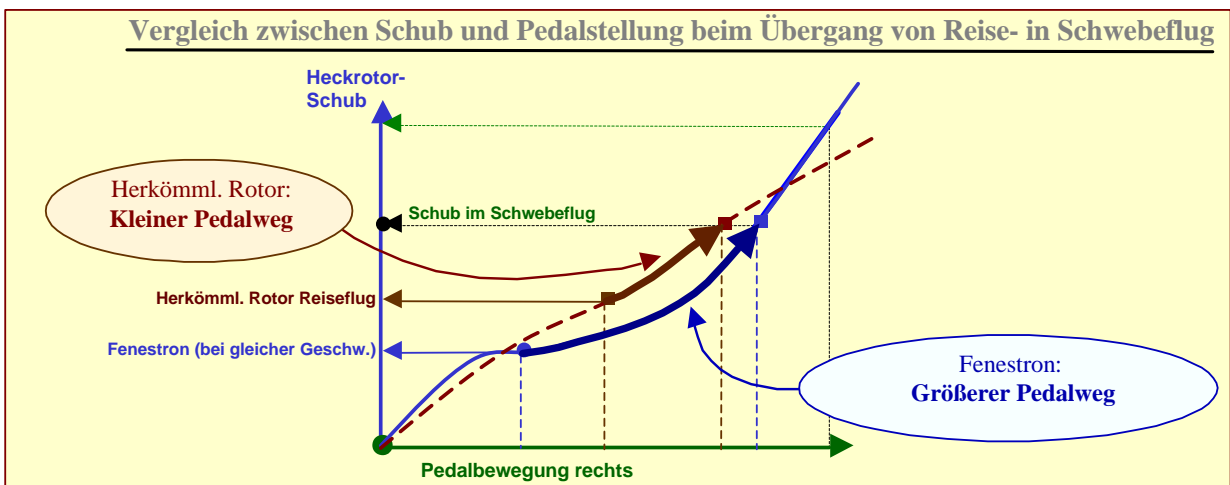 Vergleich zwischen Schub und Pedalstellung beim Übergang von Reise- in Schwebeflug
Heckrotor-
Schub
Herkömml. Rotor:
Kleiner Pedalweg
Schub im Schwebeflug
Herkömml. Rotor Reiseflug
Fenestron (bei gleicher Geschw.)
Fenestron:
Größerer Pedalweg
Pedalbewegung rechts